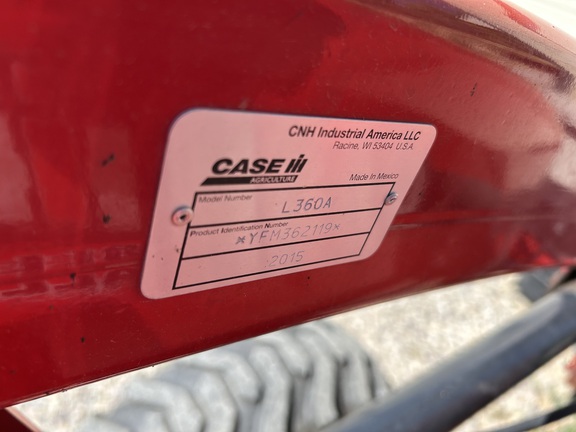 CNH Industrial America LLC
Racine, WI 53404 U.S.A.
CASE IH
AGRICULTURE
Made In Mexico
Model Number
L360A
Product Identification Number
*YFM362119*
2015